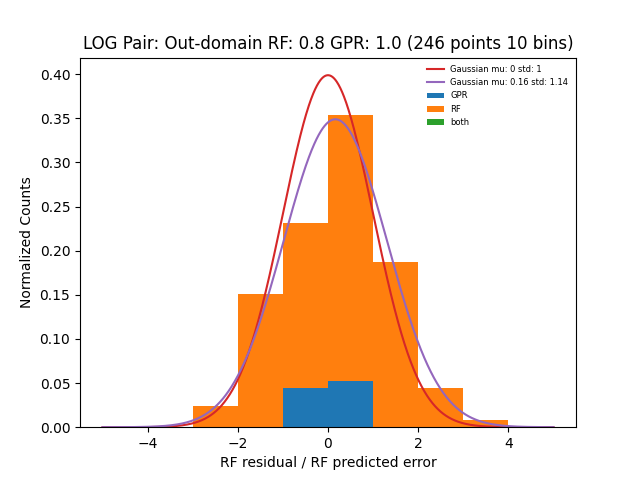 LOG Pair: Out-domain RF: 0.8 GPR: 1.0 (246 points 10 bins)
Gaussian mu: 0 std: 1
Gaussian mu: 0.16 std: 1.14
GPR
RF
both
Normalized Counts
0.40
0.35
0.30
0.25
0.20
0.15
0.10
0.05
0.00
−4
−2
0
2
4
RF residual / RF predicted error